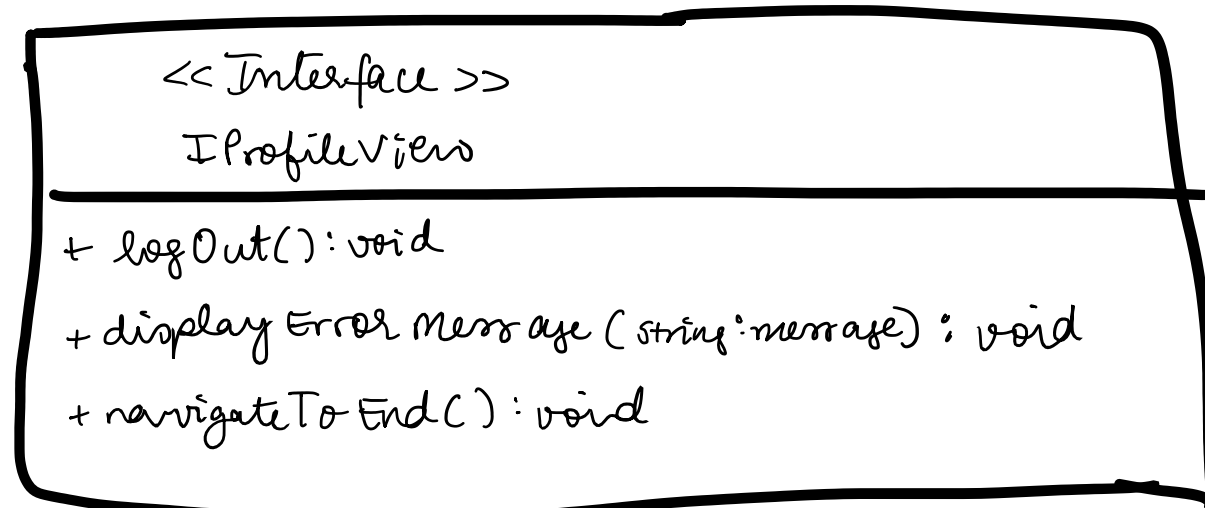 <<Interface>>
IProfileView
+ logOut(): void
+ displayErrorMessage (string:message) : void
+ navigateToEnd() : void